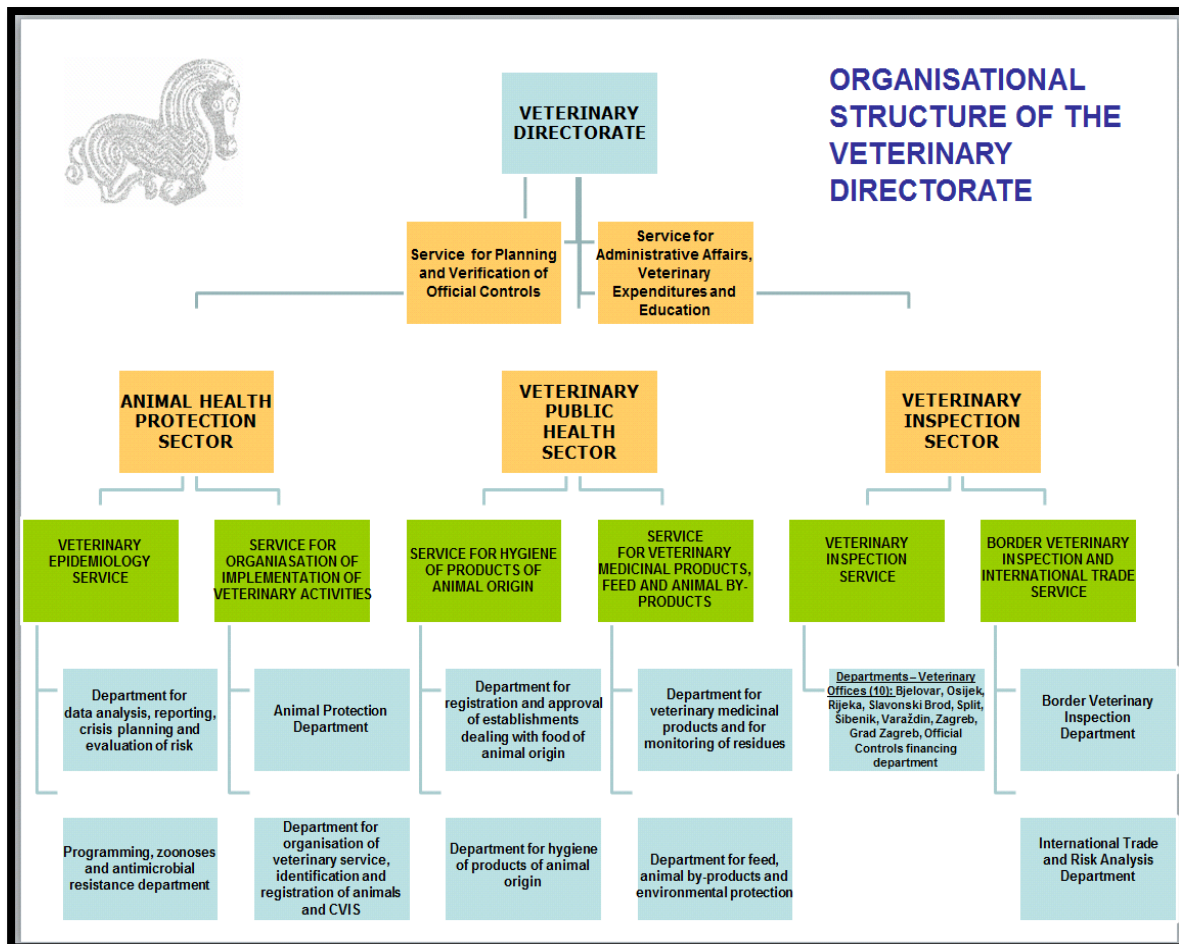 ORGANISATIONAL
STRUCTURE OF THE
VETERINARY
DIRECTORATE
VETERINARY
DIRECTORATE
Service for Planning
and Verification of
Official Controls
Service for
Administrative Affairs,
Veterinary
Expenditures and
Education
ANIMAL HEALTH
PROTECTION
SECTOR
VETERINARY
PUBLIC
HEALTH
SECTOR
VETERINARY
INSPECTION
SECTOR
VETERINARY
EPIDEMIOLOGY
SERVICE
SERVICE FOR
ORGANIASATION OF
IMPLEMENTATION OF
VETERINARY ACTIVITIES
SERVICE FOR HYGIENE
OF PRODUCTS OF
ANIMAL ORIGIN
SERVICE
FOR VETERINARY
MEDICINAL PRODUCTS,
FEED AND ANIMAL BY-
PRODUCTS
VETERINARY
INSPECTION
SERVICE
BORDER VETERINARY
INSPECTION AND
INTERNATIONAL TRADE
SERVICE
Department for
data analysis, reporting,
crisis planning and
evaluation of risk
Animal Protection
Department
Department for
registration and approval
of establishments
dealing with food of
animal origin
Department for
veterinary medicinal
products and for
monitoring of residues
Departments – Veterinary
Offices (10): Bjelovar, Osijek,
Rijeka, Slavonski Brod, Split,
Šibenik, Varaždin, Zagreb,
Grad Zagreb, Official
Controls financing
department
Border Veterinary
Inspection
Department
Programming, zoonoses
and antimicrobial
resistance department
Department for
organisation of
veterinary service,
identification and
registration of animals
and CVIS
Department for hygiene
of products of animal
origin
Department for feed,
animal by-products and
environmental protection
International Trade
and Risk Analysis
Department